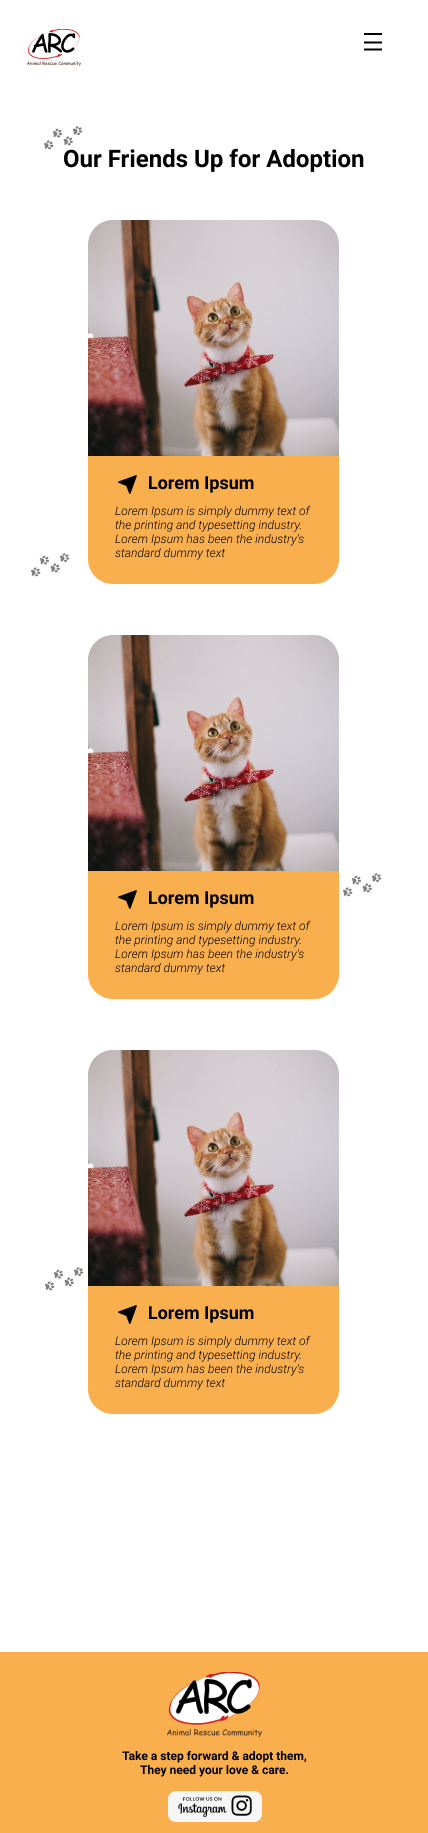 ARC
Animal Rescue Community
Our Friends Up for Adoption
Lorem Ipsum
Lorem Ipsum is simply dummy text of
the printing and typesetting industry.
Lorem Ipsum has been the industry's
standard dummy text
Lorem Ipsum
Lorem Ipsum is simply dummy text of
the printing and typesetting industry.
Lorem Ipsum has been the industry's
standard dummy text
Lorem Ipsum
Lorem Ipsum is simply dummy text of
the printing and typesetting industry.
Lorem Ipsum has been the industry's
standard dummy text
ARC
Animal Rescue Community
Take a step forward & adopt them,
They need your love & care.
FOLLOW US ON
Instagram